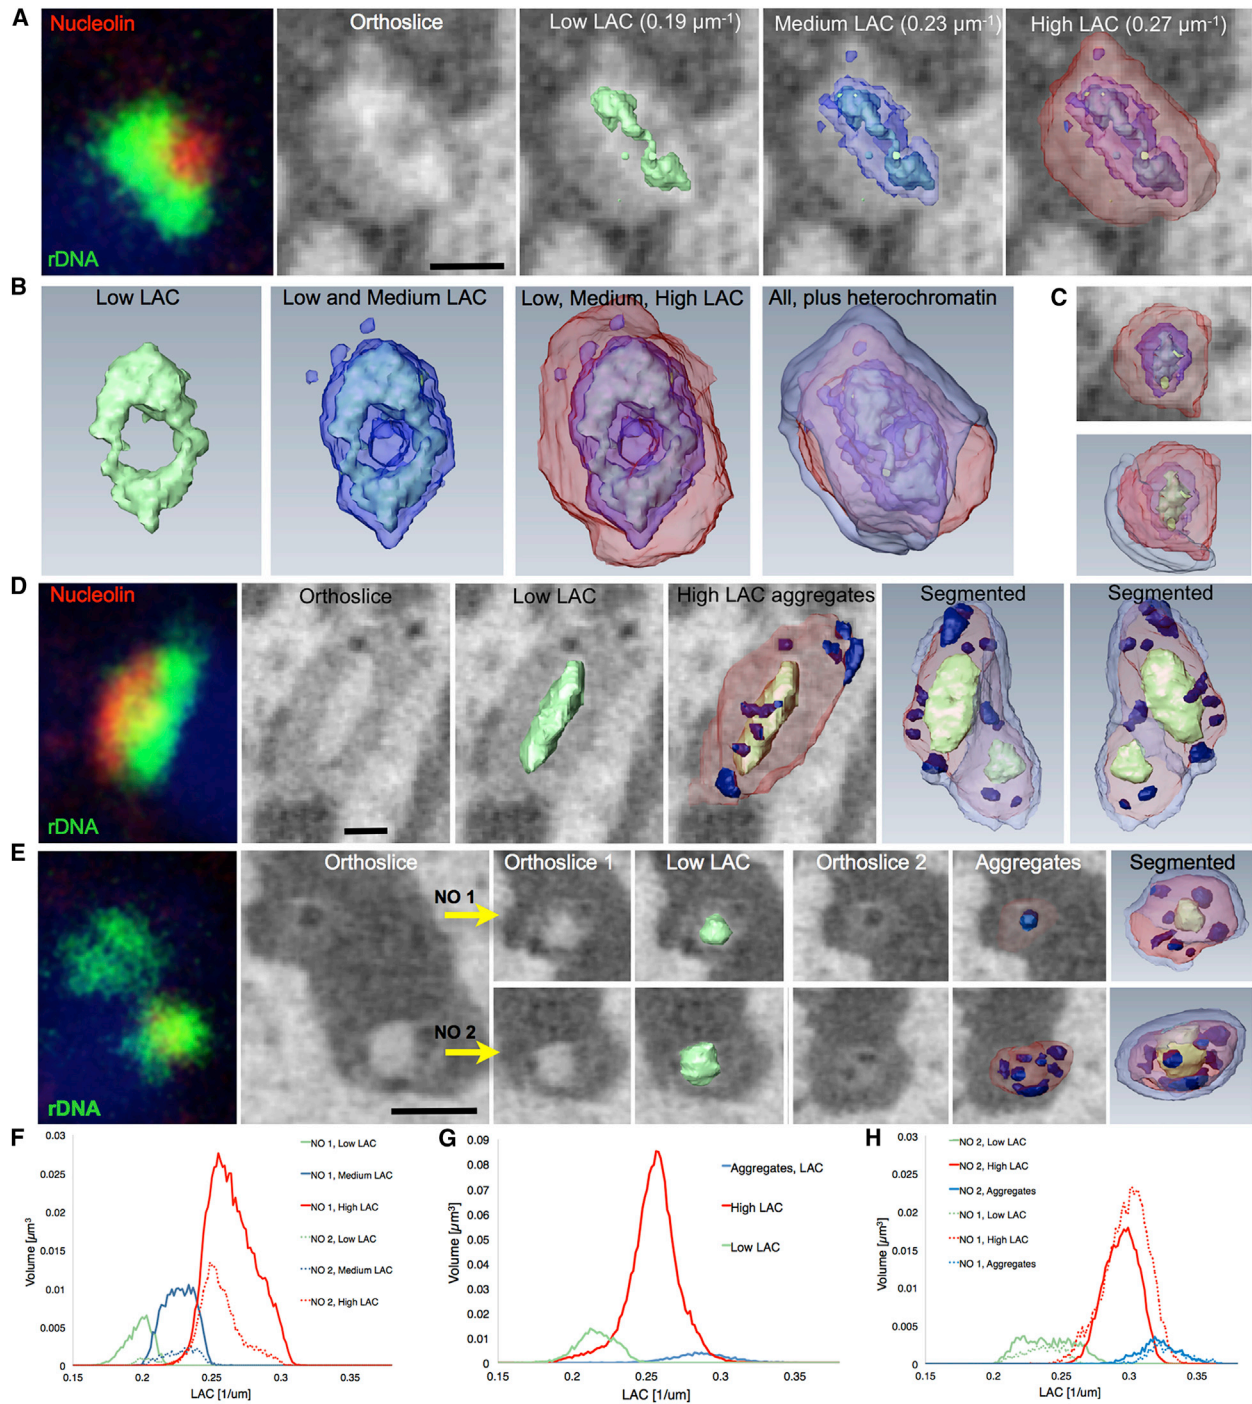 A
Nucleolin
rDNA
Orthoslice
Low LAC (0.19 µm⁻¹)
Medium LAC (0.23 µm⁻¹)
High LAC (0.27 µm⁻¹)
B
Low LAC
Low and Medium LAC
Low, Medium, High LAC
All, plus heterochromatin
C
D
Nucleolin
rDNA
Orthoslice
Low LAC
High LAC aggregates
Segmented
Segmented
E
rDNA
Orthoslice
NO 1
NO 2
Orthoslice 1
Low LAC
Orthoslice 2
Aggregates
Segmented
F
Volume [µm³]
0.03
0.025
0.02
0.015
0.01
0.005
0
0.15
0.2
0.25
0.3
0.35
LAC [1/um]
NO 1, Low LAC
NO 1, Medium LAC
NO 1, High LAC
NO 2, Low LAC
NO 2, Medium LAC
NO 2, High LAC
G
Volume [µm³]
0.09
0.08
0.07
0.06
0.05
0.04
0.03
0.02
0.01
0
0.15
0.2
0.25
0.3
0.35
LAC [1/um]
Aggregates, LAC
High LAC
Low LAC
H
Volume [µm³]
0.03
0.025
0.02
0.015
0.01
0.005
0
0.15
0.2
0.25
0.3
0.35
LAC [1/um]
NO 2, Low LAC
NO 2, High LAC
NO 2, Aggregates
NO 1, Low LAC
NO 1, High LAC
NO 1, Aggregates